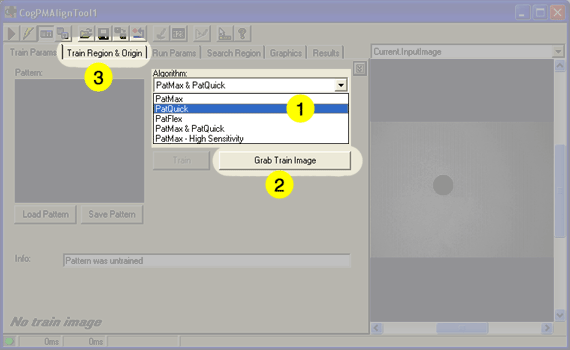 CogPMAlignTool1
Train Params
Train Region & Origin
Run Params
Search Region
Graphics
Results
Current.InputImage
3
Pattern:
Algorithm:
PatMax & PatQuick
PatMax
PatQuick
1
PatFlex
PatMax & PatQuick
PatMax - High Sensitivity
Train
Grab Train Image
2
Load Pattern
Save Pattern
Info:
Pattern was untrained
No train image
0ms
0ms